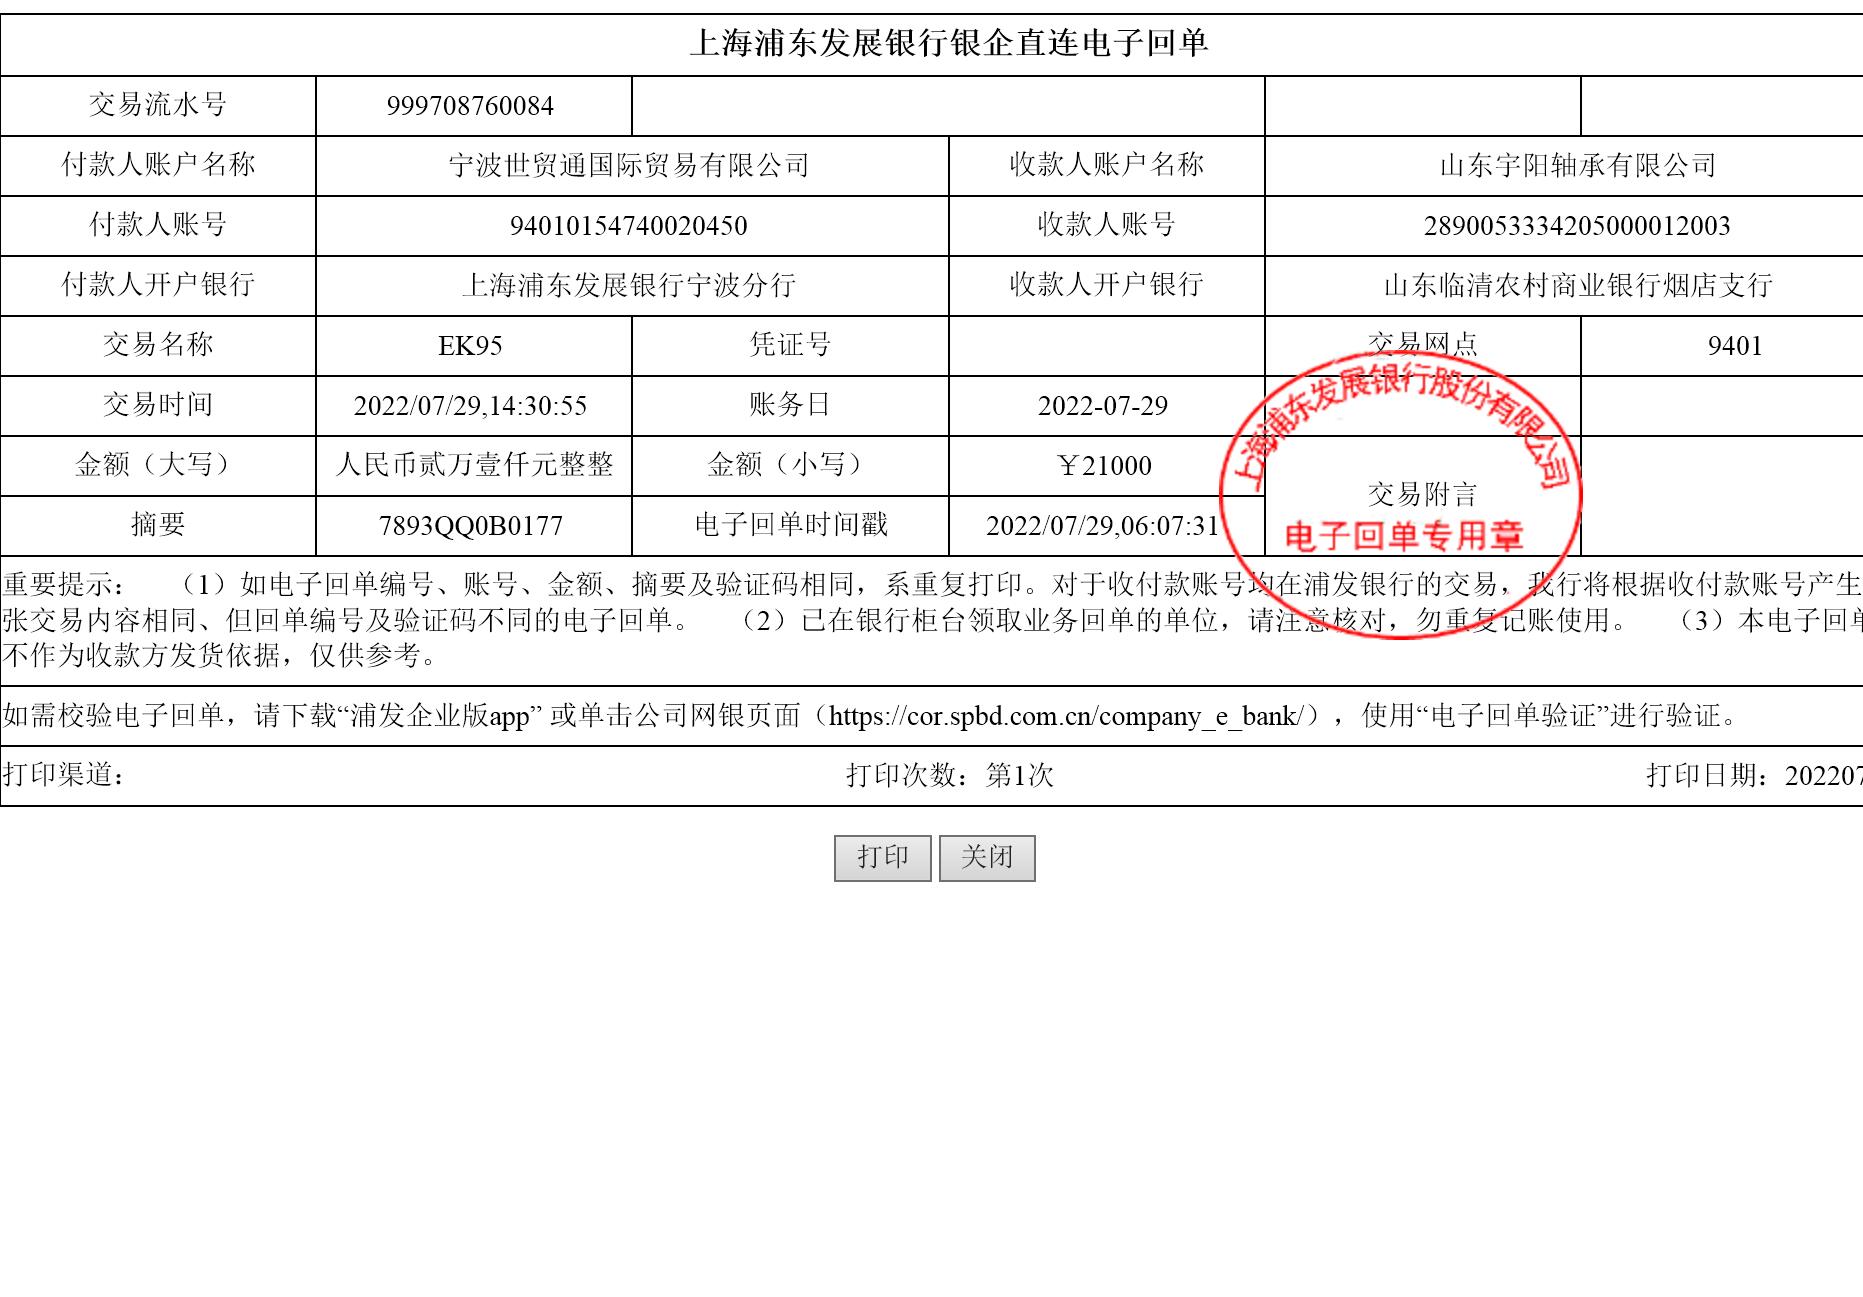 上海浦东发展银行银企直连电子回单
交易流水号 999708760084
付款人账户名称 宁波世贸通国际贸易有限公司 收款人账户名称 山东宇阳轴承有限公司
付款人账号 94010154740020450 收款人账号 2890053334205000012003
付款人开户银行 上海浦东发展银行宁波分行 收款人开户银行 山东临清农村商业银行烟店支行
交易名称 EK95 凭证号 交易网点 9401
交易时间 2022/07/29,14:30:55 账务日 2022-07-29
金额（大写） 人民币贰万壹仟元整整 金额（小写） ￥21000
交易附言
摘要 7893QQ0B0177 电子回单时间戳 2022/07/29,06:07:31
上海浦东发展银行股份有限公司
电子回单专用章
重要提示： （1）如电子回单编号、账号、金额、摘要及验证码相同，系重复打印。对于收付款账号均在浦发银行的交易，我行将根据收付款账号产生
张交易内容相同、但回单编号及验证码不同的电子回单。 （2）已在银行柜台领取业务回单的单位，请注意核对，勿重复记账使用。 （3）本电子回单
不作为收款方发货依据，仅供参考。
如需校验电子回单，请下载“浦发企业版app” 或单击公司网银页面（https://cor.spbd.com.cn/company_e_bank/），使用“电子回单验证”进行验证。
打印渠道： 打印次数：第1次 打印日期：202207
打印 关闭